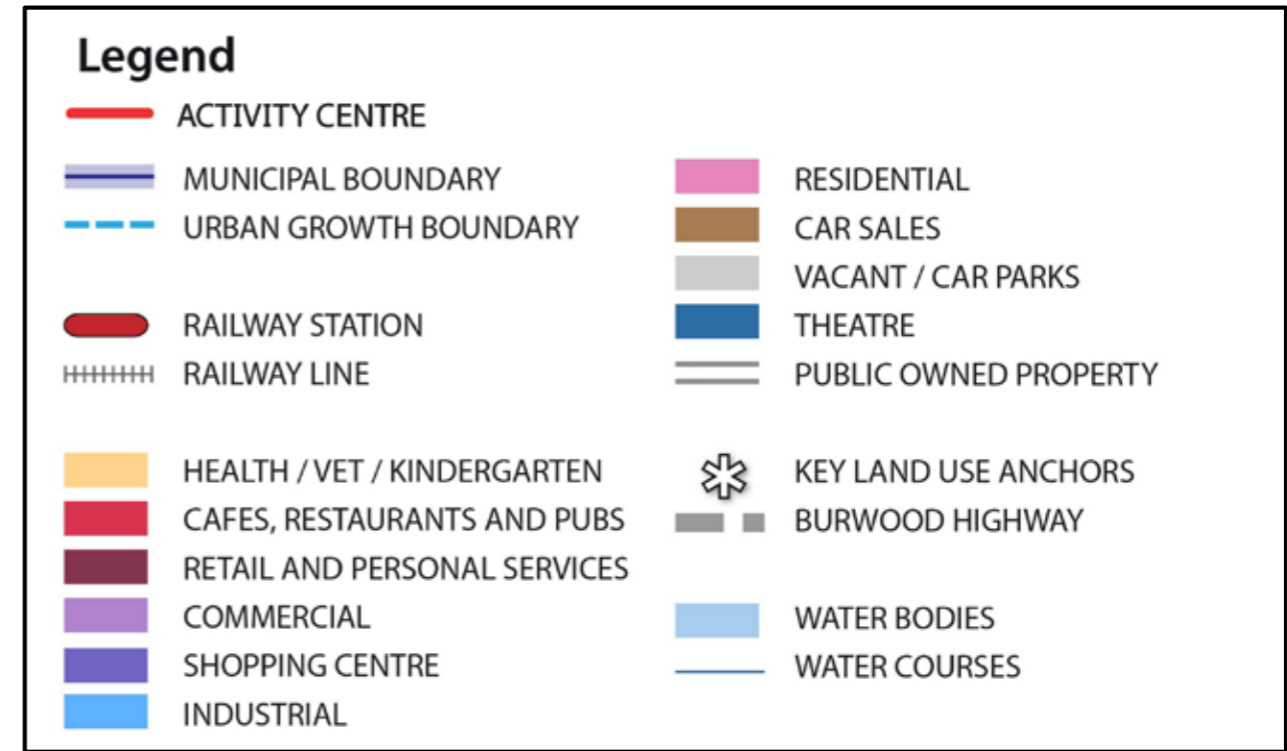 Legend
ACTIVITY CENTRE
MUNICIPAL BOUNDARY
URBAN GROWTH BOUNDARY
RAILWAY STATION
RAILWAY LINE
HEALTH / VET / KINDERGARTEN
CAFES, RESTAURANTS AND PUBS
RETAIL AND PERSONAL SERVICES
COMMERCIAL
SHOPPING CENTRE
INDUSTRIAL
RESIDENTIAL
CAR SALES
VACANT / CAR PARKS
THEATRE
PUBLIC OWNED PROPERTY
KEY LAND USE ANCHORS
BURWOOD HIGHWAY
WATER BODIES
WATER COURSES